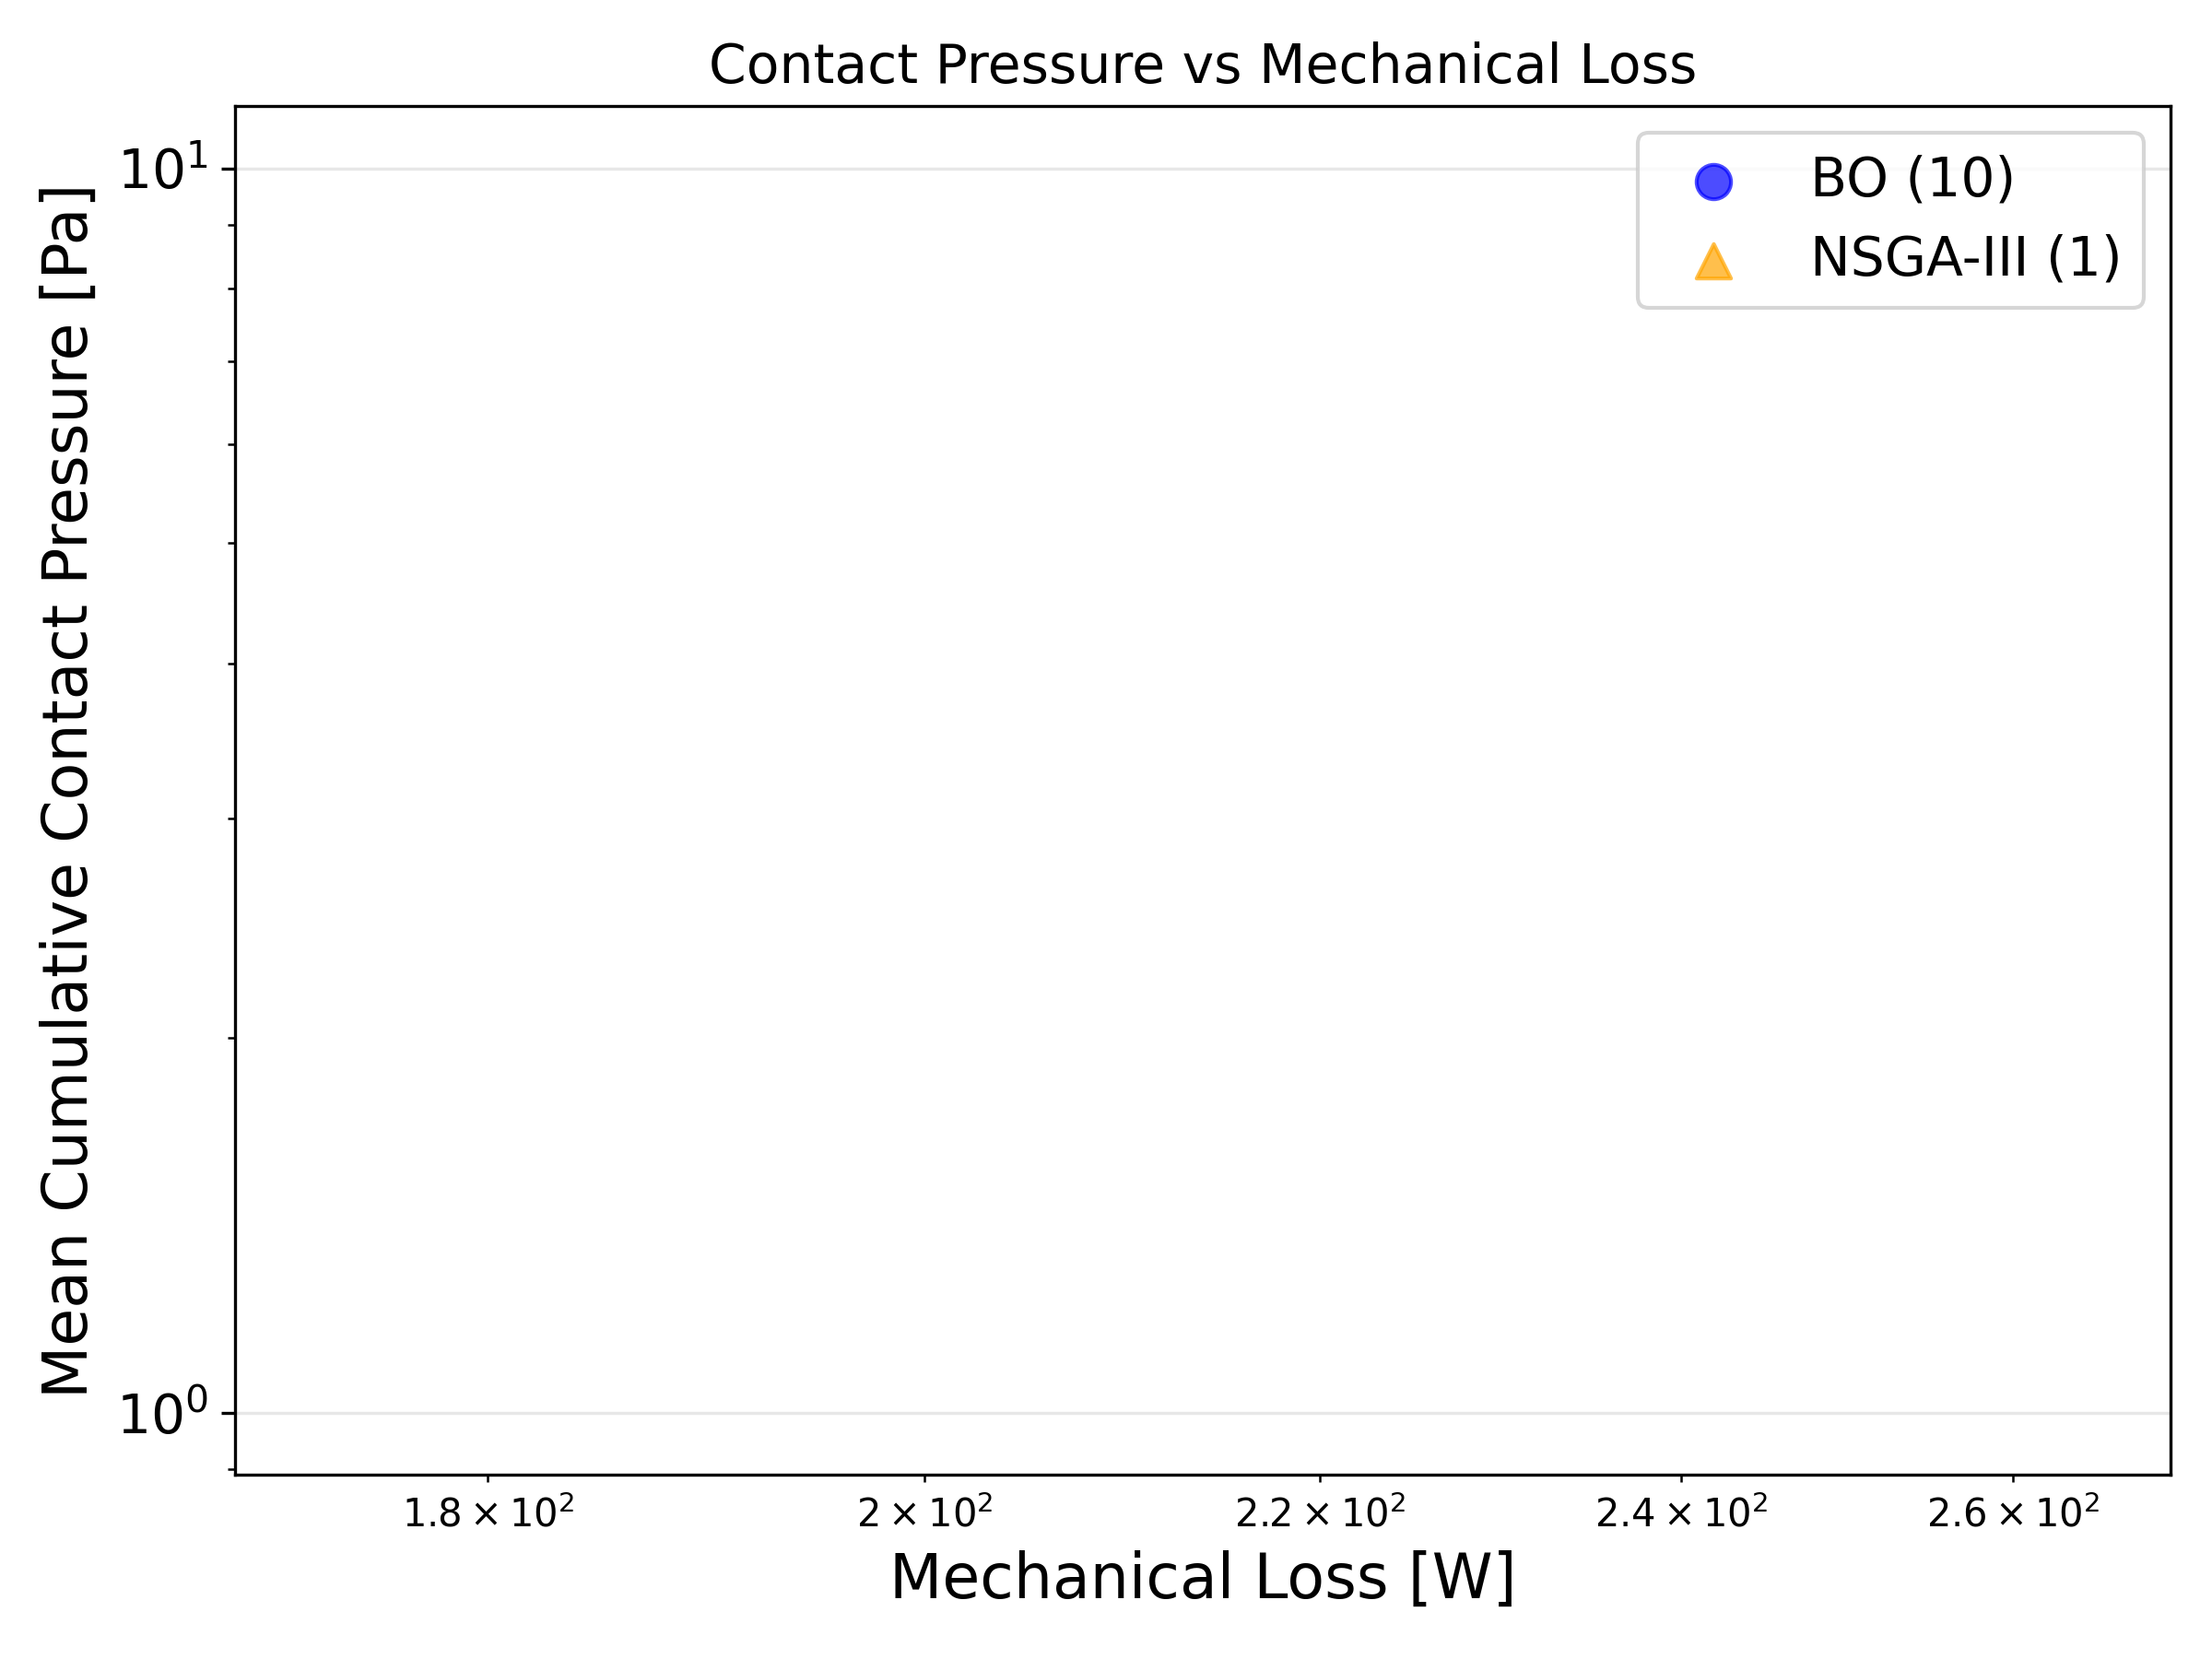 Contact Pressure vs Mechanical Loss
BO (10)
NSGA-III (1)
Mean Cumulative Contact Pressure [Pa]
10¹
10⁰
1.8 × 10²
2 × 10²
2.2 × 10²
2.4 × 10²
2.6 × 10²
Mechanical Loss [W]